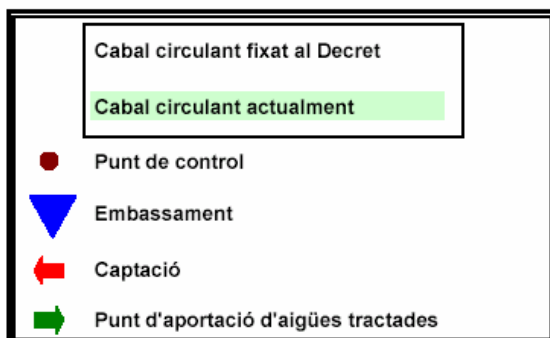 Cabal circulant fixat al Decret
Cabal circulant actualment
Punt de control
Embassament
Captació
Punt d'aportació d'aigües tractades